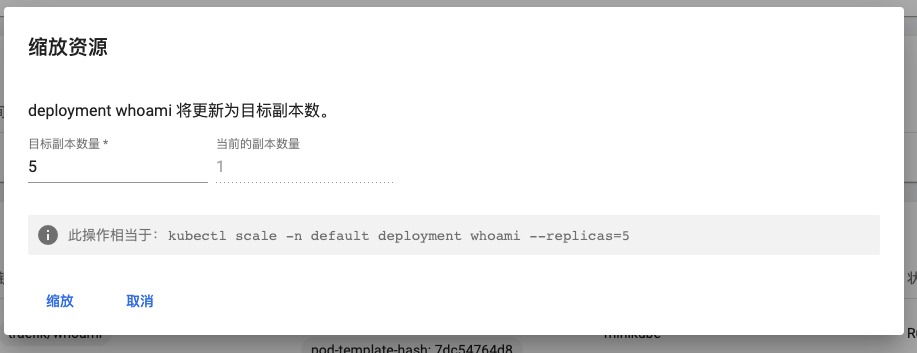 缩放资源
deployment whoami 将更新为目标副本数。
目标副本数量 *
当前的副本数量
5
1
此操作相当于: kubectl scale -n default deployment whoami --replicas=5
缩放
取消
traefik/whoami
minikube
pod-template-hash: 7dc54764d8